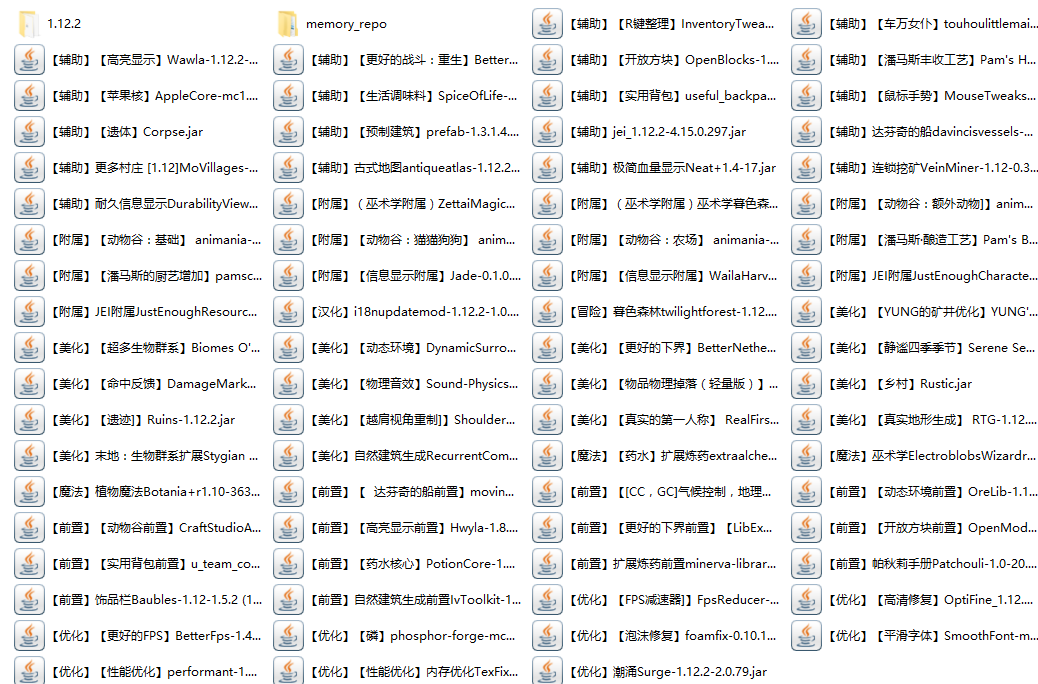 1.12.2
memory_repo
【辅助】【R键整理】InventoryTwea...
【辅助】【车万女仆】touhoulittlemai...
【辅助】【高亮显示】Wawla-1.12.2-...
【辅助】【更好的战斗：重生】Better...
【辅助】【开放方块】OpenBlocks-1....
【辅助】【潘马斯丰收工艺】Pam's H...
【辅助】【苹果核】AppleCore-mc1....
【辅助】【生活调味料】SpiceOfLife-...
【辅助】【实用背包】useful_backpa...
【辅助】【鼠标手势】MouseTweaks...
【辅助】【遗体】Corpse.jar
【辅助】【预制建筑】prefab-1.3.1.4....
【辅助】jei_1.12.2-4.15.0.297.jar
【辅助】达芬奇的船davincisvessels-...
【辅助】更多村庄 [1.12]MoVillages-...
【辅助】古式地图antiqueatlas-1.12.2...
【辅助】极简血量显示Neat+1.4-17.jar
【辅助】连锁挖矿VeinMiner-1.12-0.3...
【辅助】耐久信息显示DurabilityView...
【附属】（巫术学附属）ZettaiMagic...
【附属】（巫术学附属）巫术学暮色森...
【附属】【动物谷：额外动物]】anim...
【附属】【动物谷：基础】 animania-...
【附属】【动物谷：猫猫狗狗】 anim...
【附属】【动物谷：农场】 animania-...
【附属】【潘马斯·酿造工艺】Pam's B...
【附属】【潘马斯的厨艺增加】pamsc...
【附属】【信息显示附属】Jade-0.1.0....
【附属】【信息显示附属】WailaHarv...
【附属】JEI附属JustEnoughCharacte...
【附属】JEI附属JustEnoughResourc...
【汉化】i18nupdatemod-1.12.2-1.0....
【冒险】暮色森林twilightforest-1.12....
【美化】【YUNG的矿井优化】YUNG'...
【美化】【超多生物群系】Biomes O'...
【美化】【动态环境】DynamicSurro...
【美化】【更好的下界】BetterNethe...
【美化】【静谧四季季节】Serene Se...
【美化】【命中反馈】DamageMark...
【美化】【物理音效】Sound-Physics...
【美化】【物品物理掉落（轻量版）】...
【美化】【乡村】Rustic.jar
【美化】【遗迹]】Ruins-1.12.2.jar
【美化】【越肩视角重制]】Shoulder...
【美化】【真实的第一人称】 RealFirs...
【美化】【真实地形生成】 RTG-1.12....
【美化】末地：生物群系扩展Stygian ...
【美化】自然建筑生成RecurrentCom...
【魔法】【药水】扩展炼药extraalche...
【魔法】巫术学ElectroblobsWizardr...
【魔法】植物魔法Botania+r1.10-363...
【前置】【 达芬奇的船前置】movin...
【前置】【[CC，GC]气候控制，地理...
【前置】【动态环境前置】OreLib-1.1...
【前置】【动物谷前置】CraftStudioA...
【前置】【高亮显示前置】Hwyla-1.8....
【前置】【更好的下界前置】【LibEx...
【前置】【开放方块前置】OpenMod...
【前置】【实用背包前置】u_team_co...
【前置】【药水核心】PotionCore-1....
【前置】扩展炼药前置minerva-librar...
【前置】帕秋莉手册Patchouli-1.0-20....
【前置】饰品栏Baubles-1.12-1.5.2 (1...
【前置】自然建筑生成前置IvToolkit-1...
【优化】【FPS减速器]】FpsReducer-...
【优化】【高清修复】OptiFine_1.12....
【优化】【更好的FPS】BetterFps-1.4...
【优化】【磷】phosphor-forge-mc...
【优化】【泡沫修复】foamfix-0.10.1...
【优化】【平滑字体】SmoothFont-m...
【优化】【性能优化】performant-1....
【优化】【性能优化】内存优化TexFix...
【优化】潮涌Surge-1.12.2-2.0.79.jar